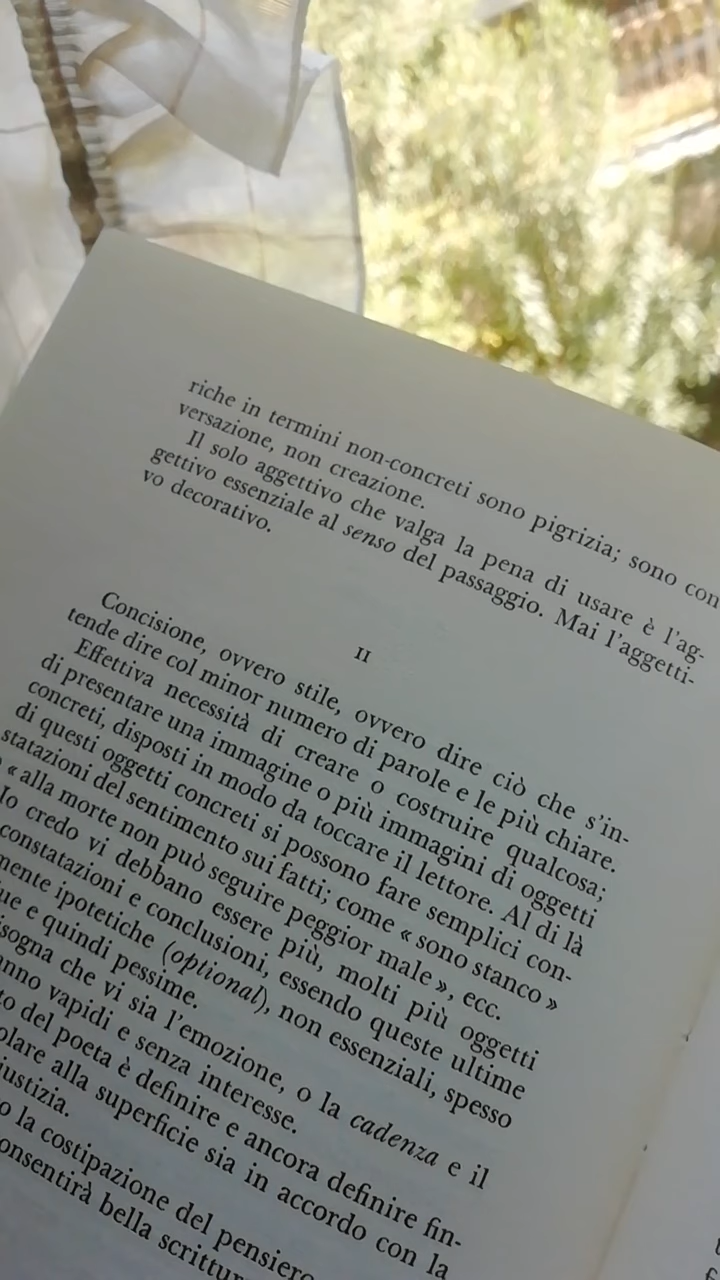 riche in termini non-concreti sono pigrizia; sono con
versazione, non creazione.
Il solo aggettivo che valga la pena di usare è l'ag-
gettivo essenziale al senso del passaggio. Mai l'aggetti-
vo decorativo.
II
Concisione, ovvero stile, ovvero dire ciò che s'in-
tende dire col minor numero di parole e le più chiare.
Effettiva necessità di creare o costruire qualcosa;
di presentare una immagine o più immagini di oggetti
concreti, disposti in modo da toccare il lettore. Al di là
di questi oggetti concreti si possono fare semplici con-
statazioni del sentimento sui fatti; come « sono stanco »
« alla morte non può seguire peggior male », ecc.
Io credo vi debbano essere più, molti più oggetti
constatazioni e conclusioni, essendo queste ultime
mente ipotetiche (optional), non essenziali, spesso
ue e quindi pessime.
isogna che vi sia l'emozione, o la cadenza e il
anno vapidi e senza interesse.
to del poeta è definire e ancora definire fin-
olare alla superficie sia in accordo con la
iustizia.
o la costipazione del pensiero
onsentirà bella scrittur